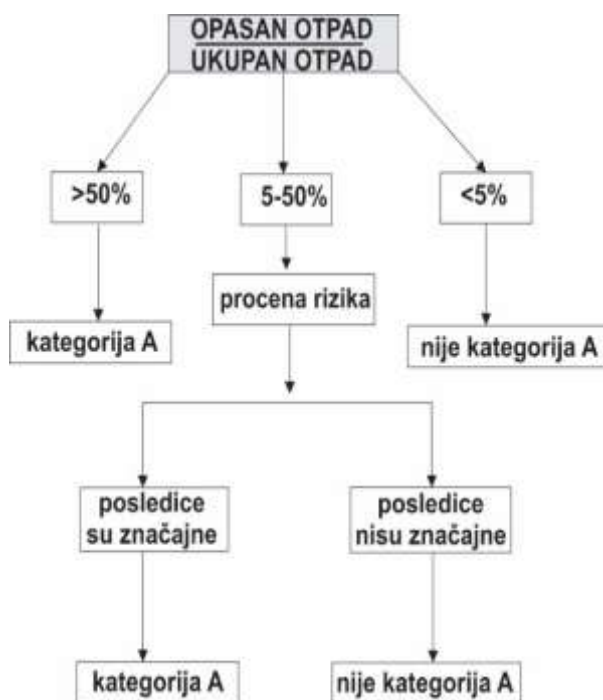 OPASAN OTPAD
UKUPAN OTPAD
>50%
5-50%
<5%
procena rizika
kategorija A
nije kategorija A
posledice
su značajne
posledice
nisu značajne
kategorija A
nije kategorija A